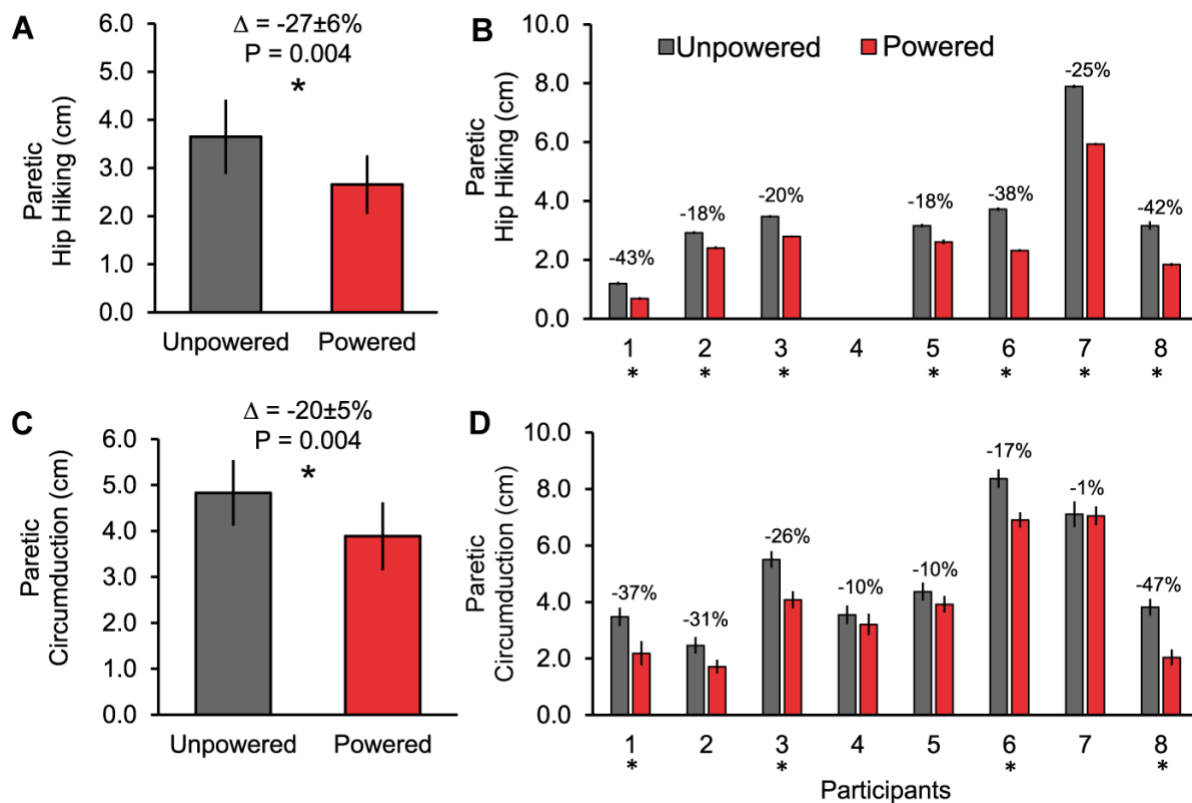 A
Δ = -27±6%
P = 0.004
*
Paretic
Hip Hiking (cm)
6.0
5.0
4.0
3.0
2.0
1.0
0.0
Unpowered Powered
B
Unpowered Powered
Paretic
Hip Hiking (cm)
10.0
8.0
6.0
4.0
2.0
0.0
-43% -18% -20% -18% -38% -25% -42%
1 2 3 4 5 6 7 8
* * * * * * *
C
Δ = -20±5%
P = 0.004
*
Paretic
Circumduction (cm)
6.0
5.0
4.0
3.0
2.0
1.0
0.0
Unpowered Powered
D
Paretic
Circumduction (cm)
10.0
8.0
6.0
4.0
2.0
0.0
-37% -31% -26% -10% -10% -17% -1% -47%
1 2 3 4 5 6 7 8
* * * *
Participants